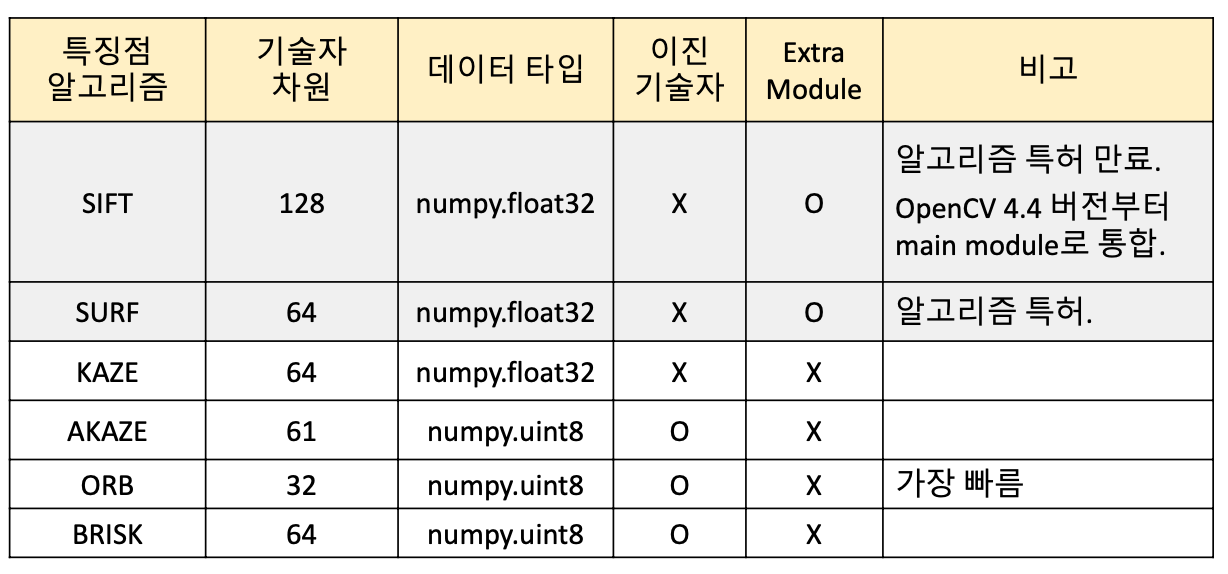 특징점 알고리즘 기술자 차원 데이터 타입 이진 기술자 Extra Module 비고
SIFT 128 numpy.float32 X O 알고리즘 특허 만료.
OpenCV 4.4 버전부터
main module로 통합.
SURF 64 numpy.float32 X O 알고리즘 특허.
KAZE 64 numpy.float32 X X
AKAZE 61 numpy.uint8 O X
ORB 32 numpy.uint8 O X 가장 빠름
BRISK 64 numpy.uint8 O X